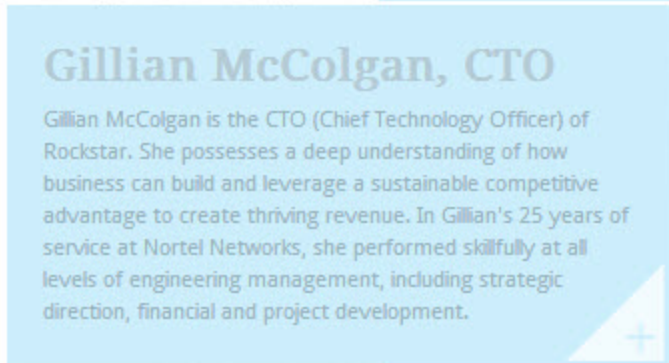 Gillian McColgan, CTO
Gillian McColgan is the CTO (Chief Technology Officer) of
Rockstar. She possesses a deep understanding of how
business can build and leverage a sustainable competitive
advantage to create thriving revenue. In Gillian's 25 years of
service at Nortel Networks, she performed skillfully at all
levels of engineering management, including strategic
direction, financial and project development.
+